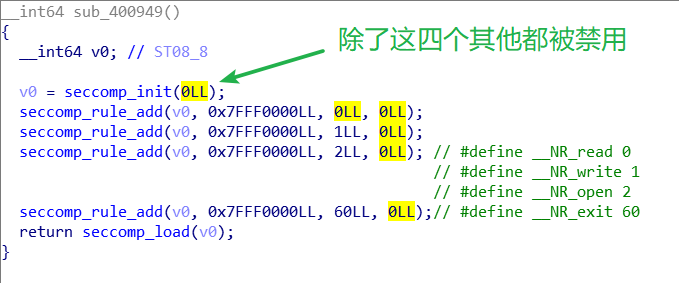 __int64 sub_400949()
{
除了这四个其他都被禁用
__int64 v0; // ST08_8
v0 = seccomp_init(0LL);
seccomp_rule_add(v0, 0x7FFF0000LL, 0LL, 0LL);
seccomp_rule_add(v0, 0x7FFF0000LL, 1LL, 0LL);
seccomp_rule_add(v0, 0x7FFF0000LL, 2LL, 0LL); // #define __NR_read 0
// #define __NR_write 1
// #define __NR_open 2
seccomp_rule_add(v0, 0x7FFF0000LL, 60LL, 0LL);// #define __NR_exit 60
return seccomp_load(v0);
}